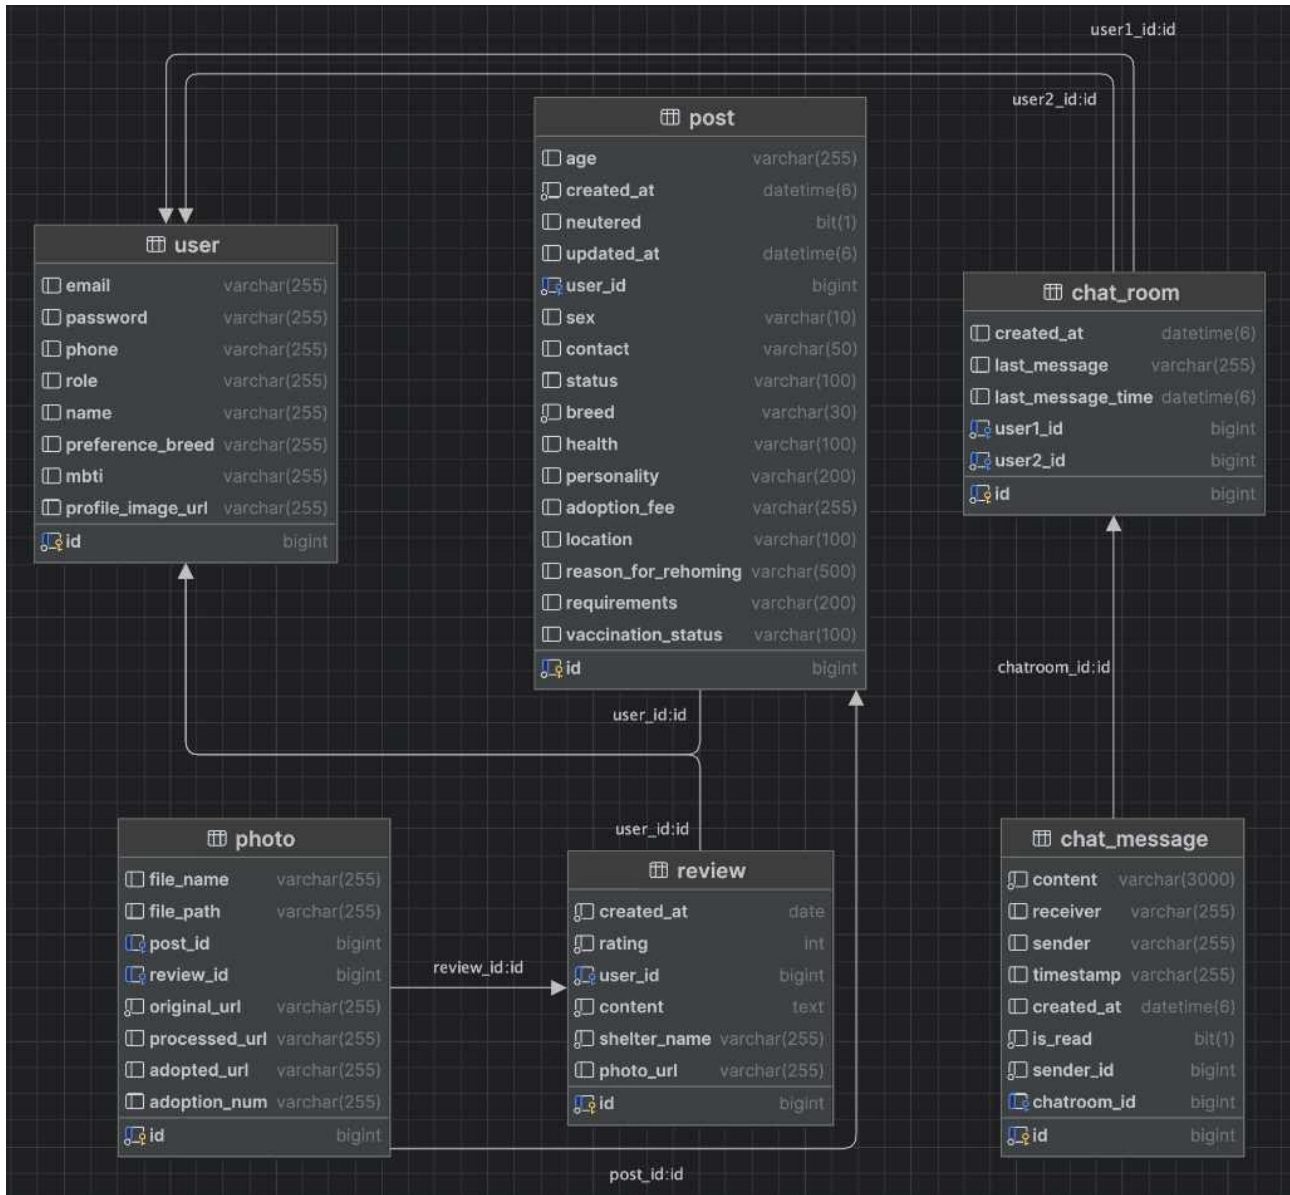 user1_id:id
user2_id:id
post
age varchar(255)
created_at datetime(6)
neutered bit(1)
updated_at datetime(6)
user_id bigint
sex varchar(10)
contact varchar(50)
status varchar(100)
breed varchar(30)
health varchar(100)
personality varchar(200)
adoption_fee varchar(255)
location varchar(100)
reason_for_rehoming varchar(500)
requirements varchar(200)
vaccination_status varchar(100)
id bigint
user
email varchar(255)
password varchar(255)
phone varchar(255)
role varchar(255)
name varchar(255)
preference_breed varchar(255)
mbti varchar(255)
profile_image_url varchar(255)
id bigint
chat_room
created_at datetime(6)
last_message varchar(255)
last_message_time datetime(6)
user1_id bigint
user2_id bigint
id bigint
chatroom_id:id
user_id:id
user_id:id
photo
file_name varchar(255)
file_path varchar(255)
post_id bigint
review_id bigint
original_url varchar(255)
processed_url varchar(255)
adopted_url varchar(255)
adoption_num varchar(255)
id bigint
review_id:id
review
created_at date
rating int
user_id bigint
content text
shelter_name varchar(255)
photo_url varchar(255)
id bigint
chat_message
content varchar(3000)
receiver varchar(255)
sender varchar(255)
timestamp varchar(255)
created_at datetime(6)
is_read bit(1)
sender_id bigint
chatroom_id bigint
id bigint
post_id:id